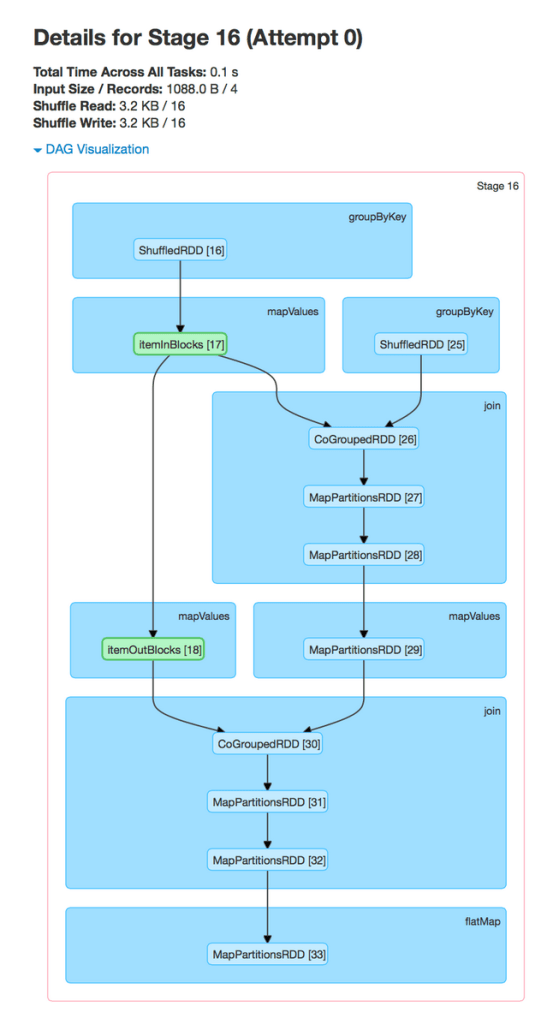 Details for Stage 16 (Attempt 0)
Total Time Across All Tasks: 0.1 s
Input Size / Records: 1088.0 B / 4
Shuffle Read: 3.2 KB / 16
Shuffle Write: 3.2 KB / 16
DAG Visualization
Stage 16
groupByKey
ShuffledRDD [16]
mapValues
itemInBlocks [17]
groupByKey
ShuffledRDD [25]
join
CoGroupedRDD [26]
MapPartitionsRDD [27]
MapPartitionsRDD [28]
mapValues
itemOutBlocks [18]
mapValues
MapPartitionsRDD [29]
join
CoGroupedRDD [30]
MapPartitionsRDD [31]
MapPartitionsRDD [32]
flatMap
MapPartitionsRDD [33]